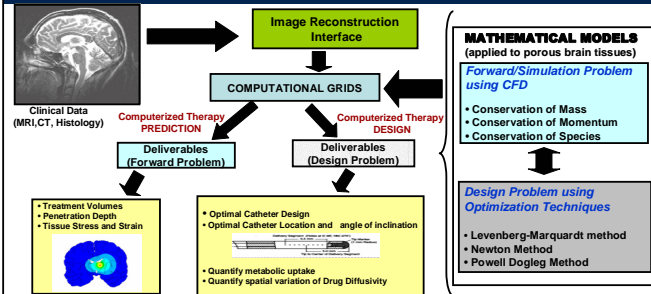 Image Reconstruction
Interface
Clinical Data
(MRI,CT, Histology)
COMPUTATIONAL GRIDS
Computerized Therapy
PREDICTION
Computerized Therapy
DESIGN
Deliverables
(Forward Problem)
Deliverables
(Design Problem)
• Treatment Volumes
• Penetration Depth
• Tissue Stress and Strain
• Optimal Catheter Design
• Optimal Catheter Location and angle of inclination
• Quantify metabolic uptake
• Quantify spatial variation of Drug Diffusivity
MATHEMATICAL MODELS
(applied to porous brain tissues)
Forward/Simulation Problem
using CFD
• Conservation of Mass
• Conservation of Momentum
• Conservation of Species
Design Problem using
Optimization Techniques
• Levenberg-Marquardt method
• Newton Method
• Powell Dogleg Method